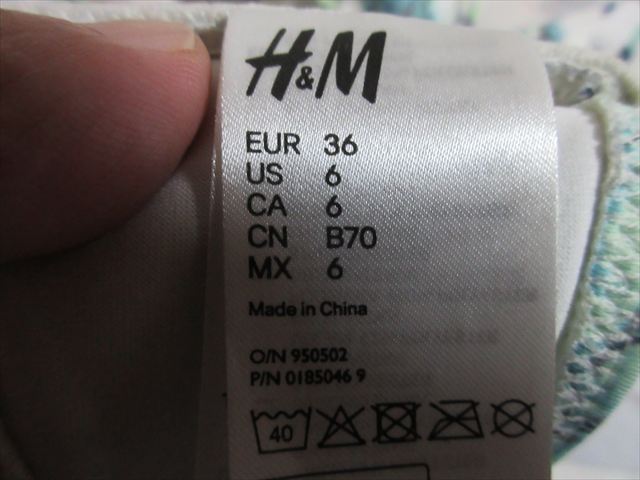 H&M
EUR 36
US 6
CA 6
CN B70
MX 6
Made in China
O/N 950502
P/N 0185046 9
40